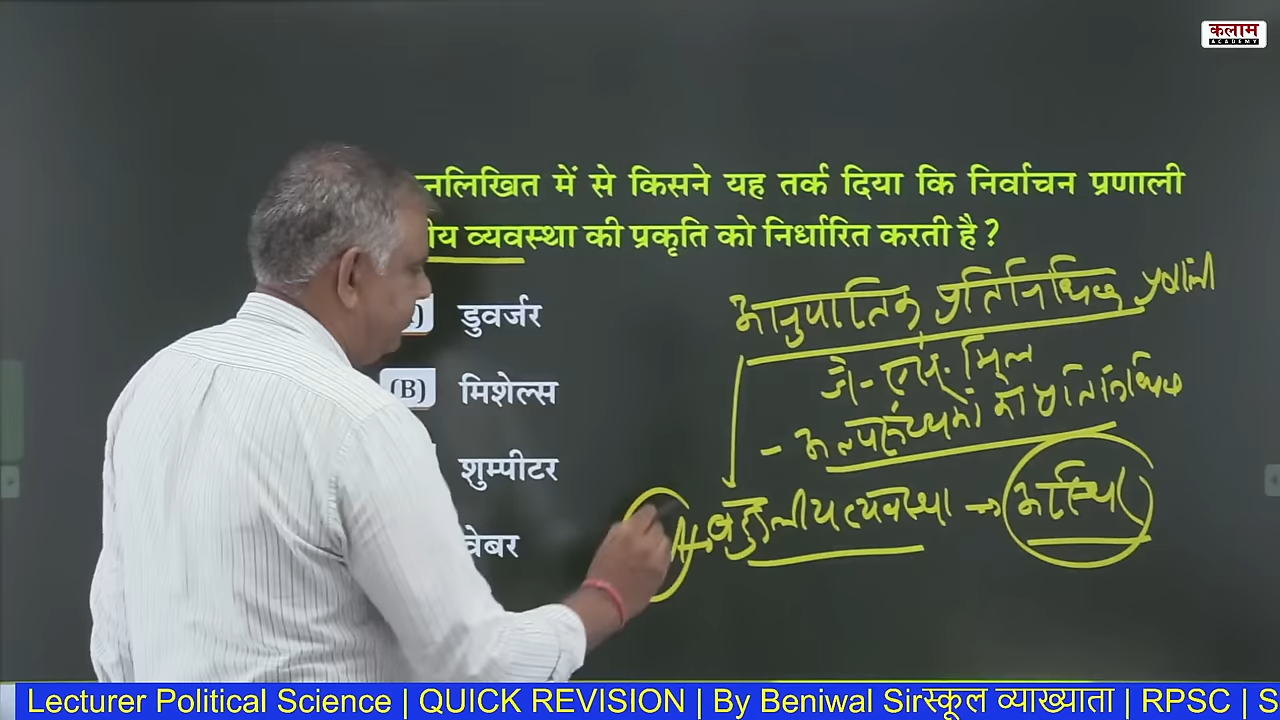 कलाम
ACADEMY
नलिखित में से किसने यह तर्क दिया कि निर्वाचन प्रणाली
ीय व्यवस्था की प्रकृति को निर्धारित करती है ?
डुवर्जर
(B) मिशेल्स
शुम्पीटर
वेबर
आनुपातिक प्रतिनिधित्व प्रणाली
जे- एस. मिल
- अल्पसंख्यकों का प्रतिनिधित्व
बहुदलीय व्यवस्था → अस्थिर
Lecturer Political Science | QUICK REVISION | By Beniwal Sirस्कूल व्याख्याता | RPSC | S